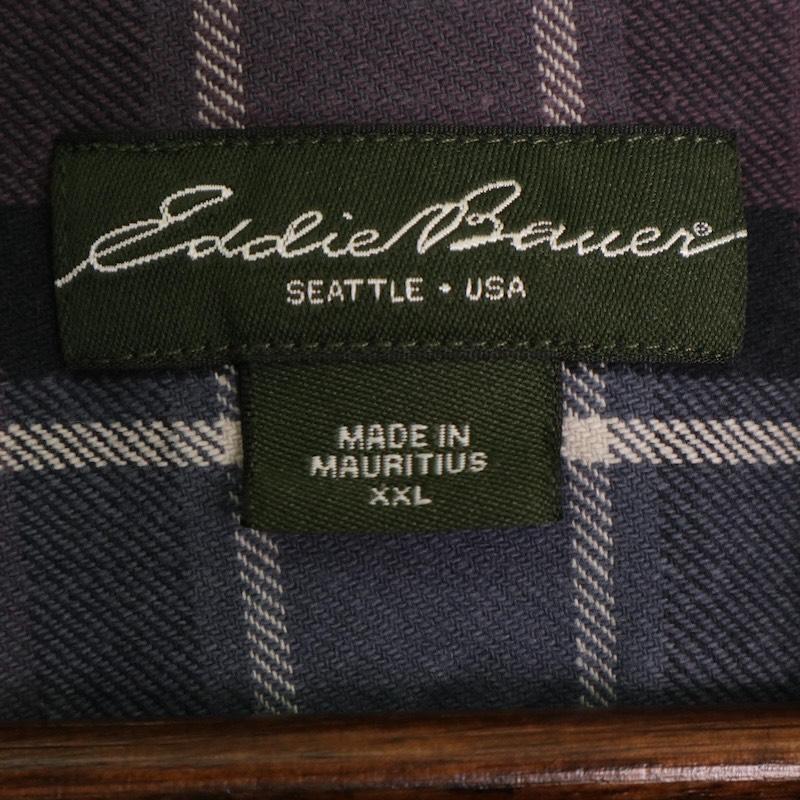 Eddie Bauer®
SEATTLE • USA
MADE IN
MAURITIUS
XXL